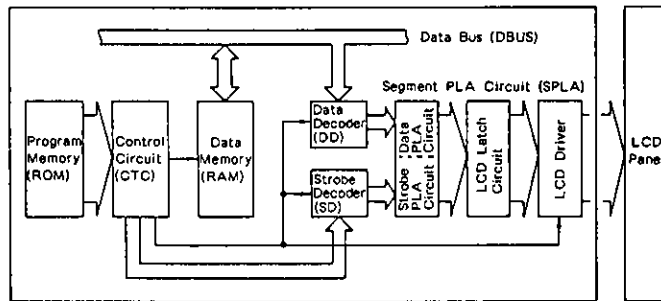 Data Bus (DBUS)
Segment PLA Circuit (SPLA)
Program
Memory
(ROM)
Control
Circuit
(CTC)
Data
Memory
(RAM)
Data
Decoder
(DD)
Strobe
Decoder
(SD)
Data PLA Circuit
Strobe PLA Circuit
LCD Latch
Circuit
LCD Driver
LCD
Panel